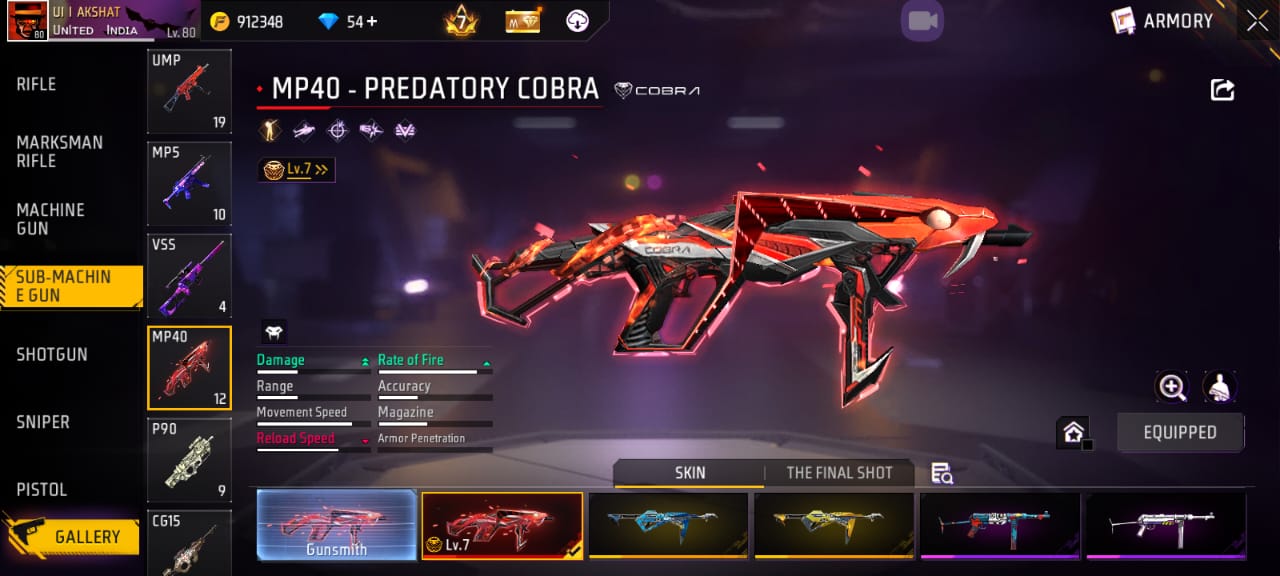 UI I AKSHAT
UNITED INDIA
80
Lv.80
912348
54+
7
M
ARMORY
RIFLE
MARKSMAN
RIFLE
MACHINE
GUN
SUB-MACHIN
E GUN
SHOTGUN
SNIPER
PISTOL
GALLERY
UMP
19
MP5
10
VSS
4
MP40
12
P90
9
CG15
MP40 - PREDATORY COBRA
COBRA
Lv.7
COBRA
Damage
Rate of Fire
Range
Accuracy
Movement Speed
Magazine
Reload Speed
Armor Penetration
EQUIPPED
SKIN
THE FINAL SHOT
Gunsmith
Lv.7